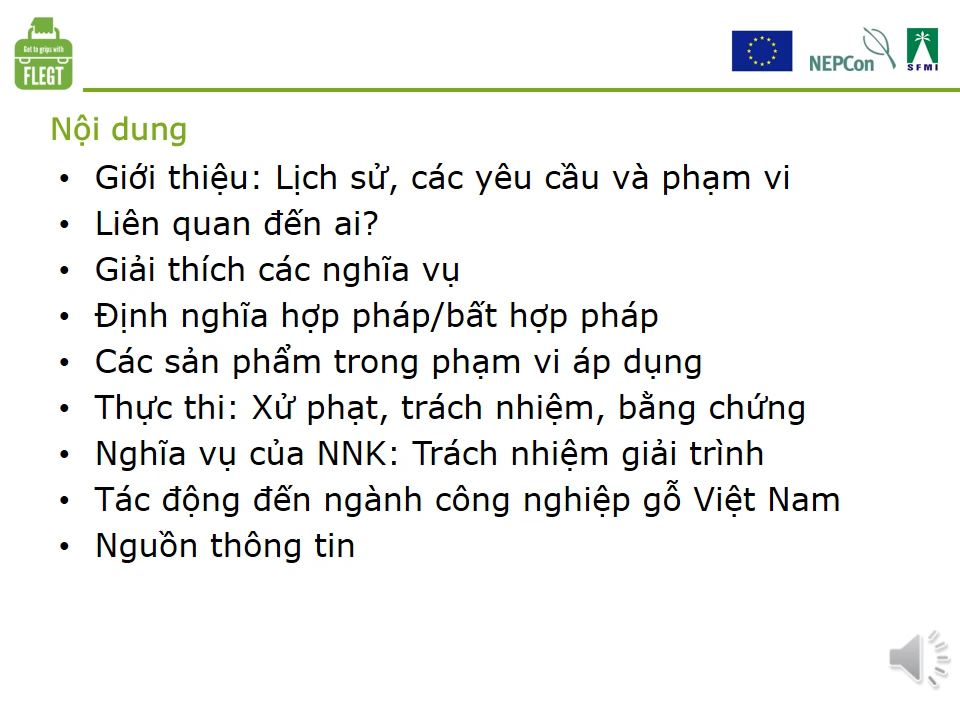 Get to grips with
FLEGT
NEPCon
SFMI
Nội dung
• Giới thiệu: Lịch sử, các yêu cầu và phạm vi
• Liên quan đến ai?
• Giải thích các nghĩa vụ
• Định nghĩa hợp pháp/bất hợp pháp
• Các sản phẩm trong phạm vi áp dụng
• Thực thi: Xử phạt, trách nhiệm, bằng chứng
• Nghĩa vụ của NNK: Trách nhiệm giải trình
• Tác động đến ngành công nghiệp gỗ Việt Nam
• Nguồn thông tin